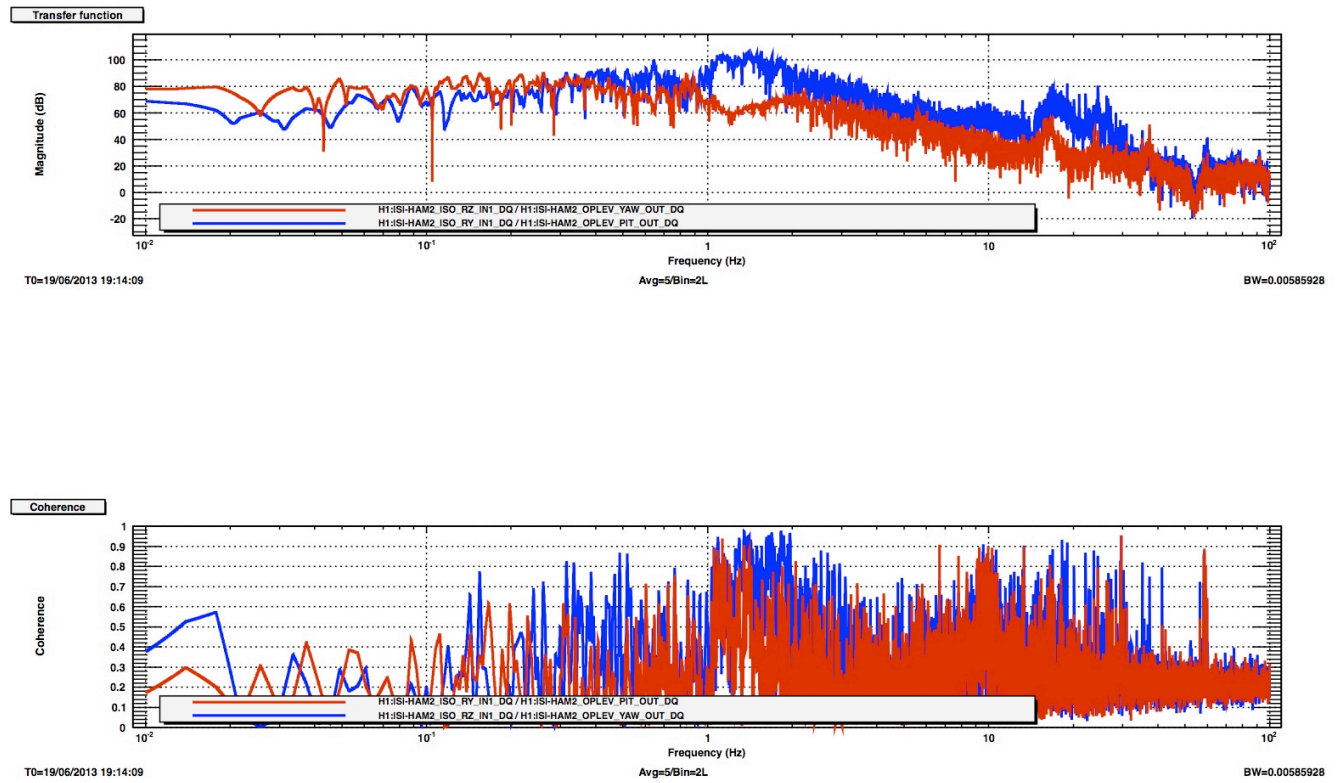 Transfer function
Magnitude (dB)
100
80
60
40
20
0
-20
H1:ISI-HAM2_ISO_RZ_IN1_DQ / H1:ISI-HAM2_OPLEV_YAW_OUT_DQ
H1:ISI-HAM2_ISO_RY_IN1_DQ / H1:ISI-HAM2_OPLEV_PIT_OUT_DQ
10-2 10-1 1 10 102
Frequency (Hz)
T0=19/06/2013 19:14:09 Avg=5/Bin=2L BW=0.00585928
Coherence
Coherence
1
0.9
0.8
0.7
0.6
0.5
0.4
0.3
0.2
0.1
0
H1:ISI-HAM2_ISO_RY_IN1_DQ / H1:ISI-HAM2_OPLEV_PIT_OUT_DQ
H1:ISI-HAM2_ISO_RZ_IN1_DQ / H1:ISI-HAM2_OPLEV_YAW_OUT_DQ
10-2 10-1 1 10 102
Frequency (Hz)
T0=19/06/2013 19:14:09 Avg=5/Bin=2L BW=0.00585928